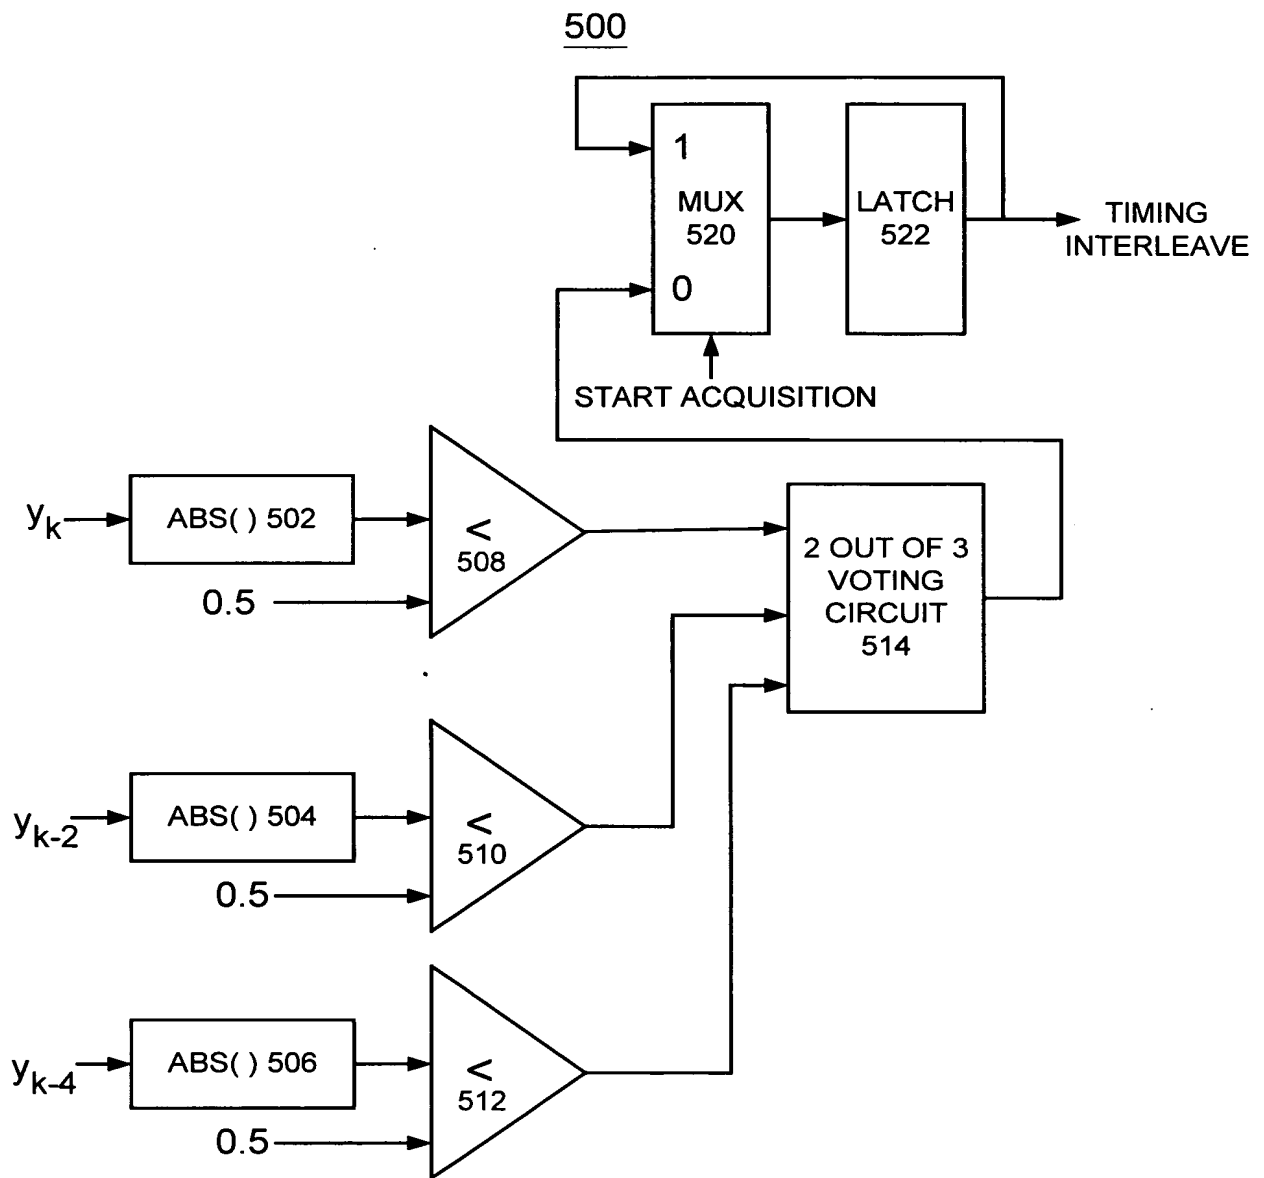 500
1
MUX
520
0
LATCH
522
TIMING
INTERLEAVE
START ACQUISITION
yk
ABS( ) 502
<
508
0.5
2 OUT OF 3
VOTING
CIRCUIT
514
yk-2
ABS( ) 504
<
510
0.5
yk-4
ABS( ) 506
<
512
0.5